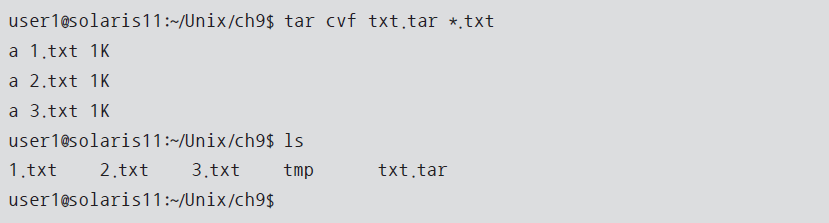 user1@solaris11:~/Unix/ch9$ tar cvf txt.tar *.txt
a 1.txt 1K
a 2.txt 1K
a 3.txt 1K
user1@solaris11:~/Unix/ch9$ ls
1.txt 2.txt 3.txt tmp txt.tar
user1@solaris11:~/Unix/ch9$